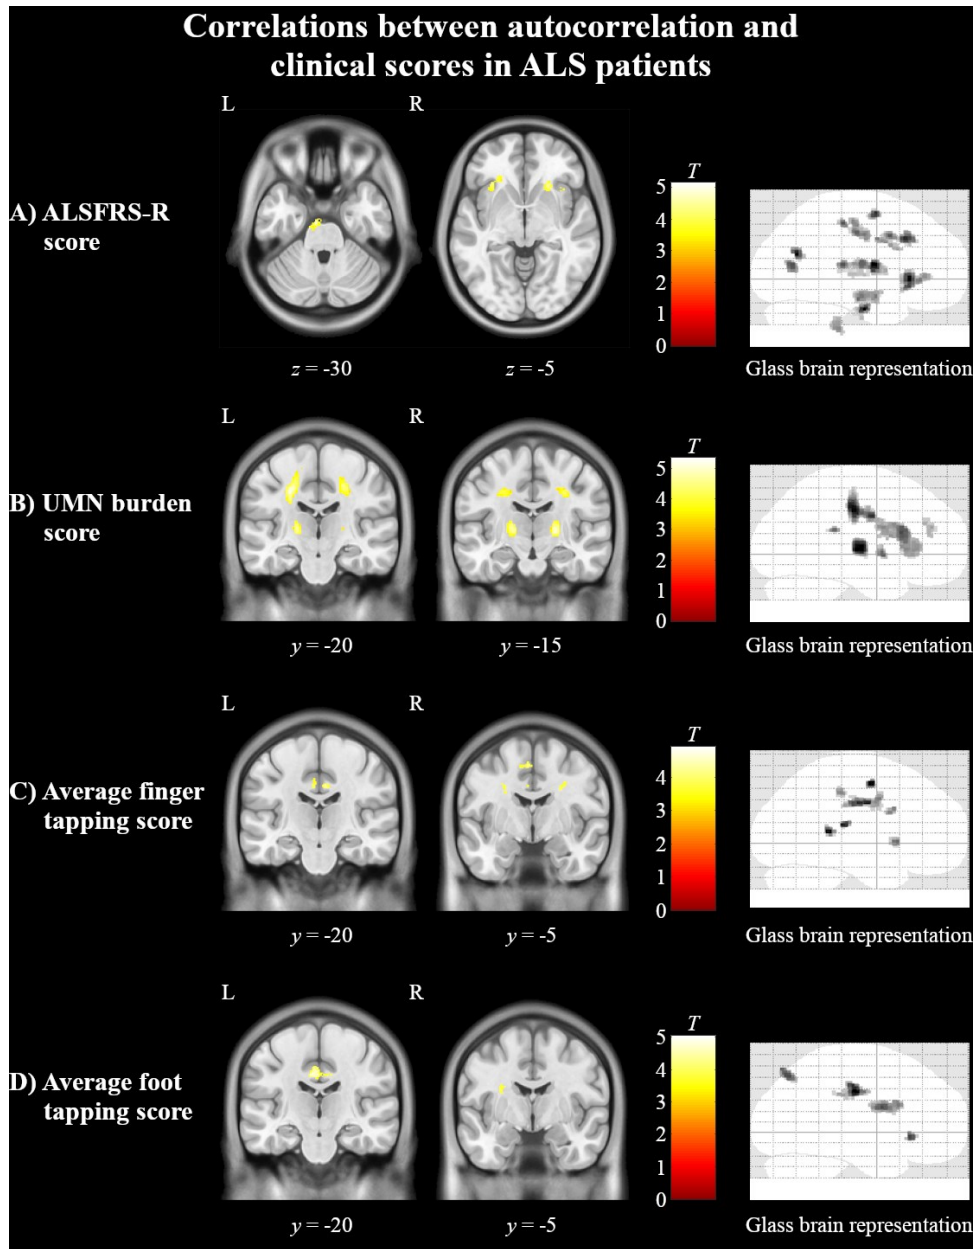 Correlations between autocorrelation and
clinical scores in ALS patients
L R
A) ALSFRS-R
score
T
5
4
3
2
1
0
z = -30 z = -5 Glass brain representation
L R
B) UMN burden
score
T
5
4
3
2
1
0
y = -20 y = -15 Glass brain representation
L R
C) Average finger
tapping score
T
4
3
2
1
0
y = -20 y = -5 Glass brain representation
L R
D) Average foot
tapping score
T
5
4
3
2
1
0
y = -20 y = -5 Glass brain representation